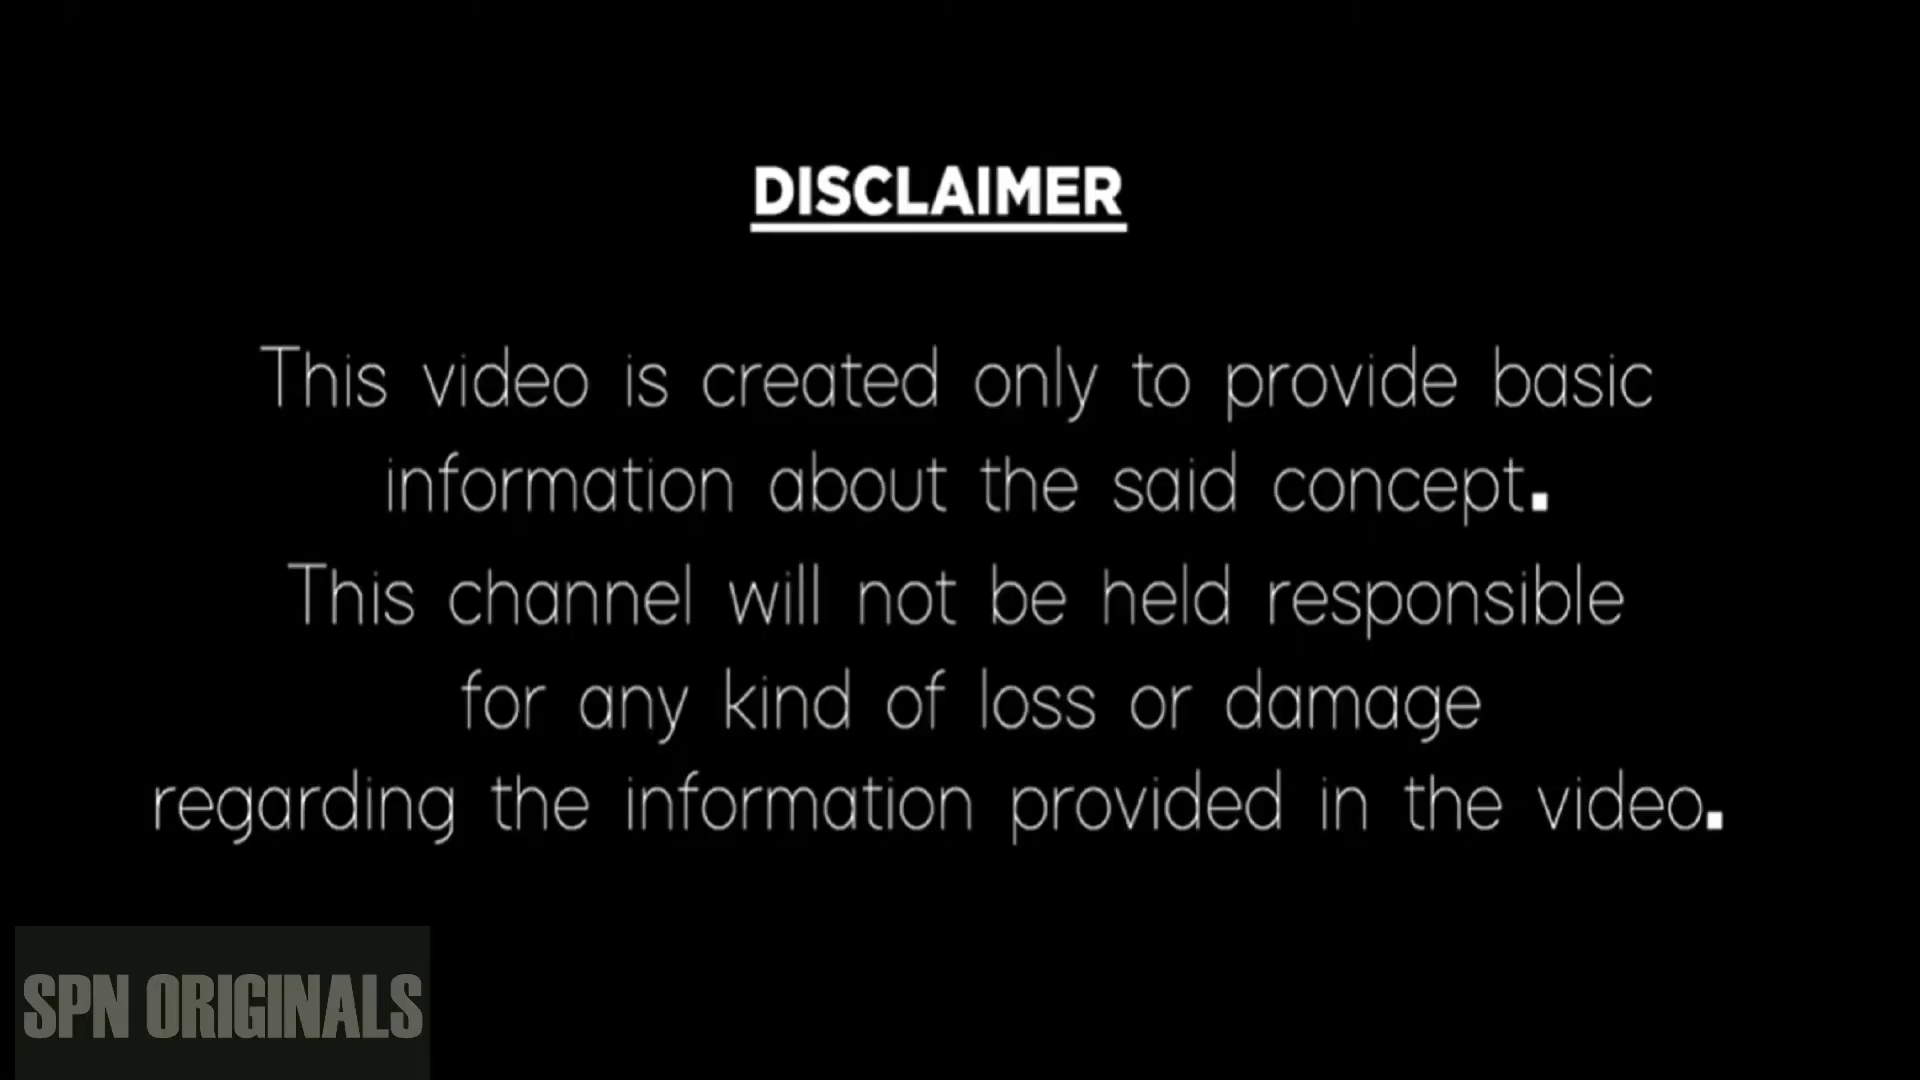 DISCLAIMER
This video is created only to provide basic
information about the said concept.
This channel will not be held responsible
for any kind of loss or damage
regarding the information provided in the video.
SPN ORIGINALS